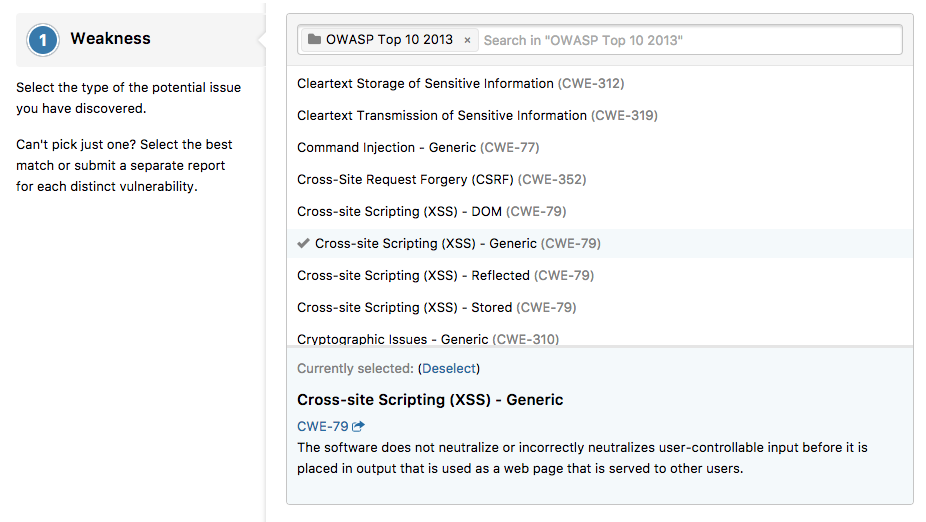 1 Weakness
Select the type of the potential issue
you have discovered.
Can't pick just one? Select the best
match or submit a separate report
for each distinct vulnerability.
OWASP Top 10 2013 × Search in "OWASP Top 10 2013"
Cleartext Storage of Sensitive Information (CWE-312)
Cleartext Transmission of Sensitive Information (CWE-319)
Command Injection - Generic (CWE-77)
Cross-Site Request Forgery (CSRF) (CWE-352)
Cross-site Scripting (XSS) - DOM (CWE-79)
Cross-site Scripting (XSS) - Generic (CWE-79)
Cross-site Scripting (XSS) - Reflected (CWE-79)
Cross-site Scripting (XSS) - Stored (CWE-79)
Cryptographic Issues - Generic (CWE-310)
Currently selected: (Deselect)
Cross-site Scripting (XSS) - Generic
CWE-79
The software does not neutralize or incorrectly neutralizes user-controllable input before it is
placed in output that is used as a web page that is served to other users.